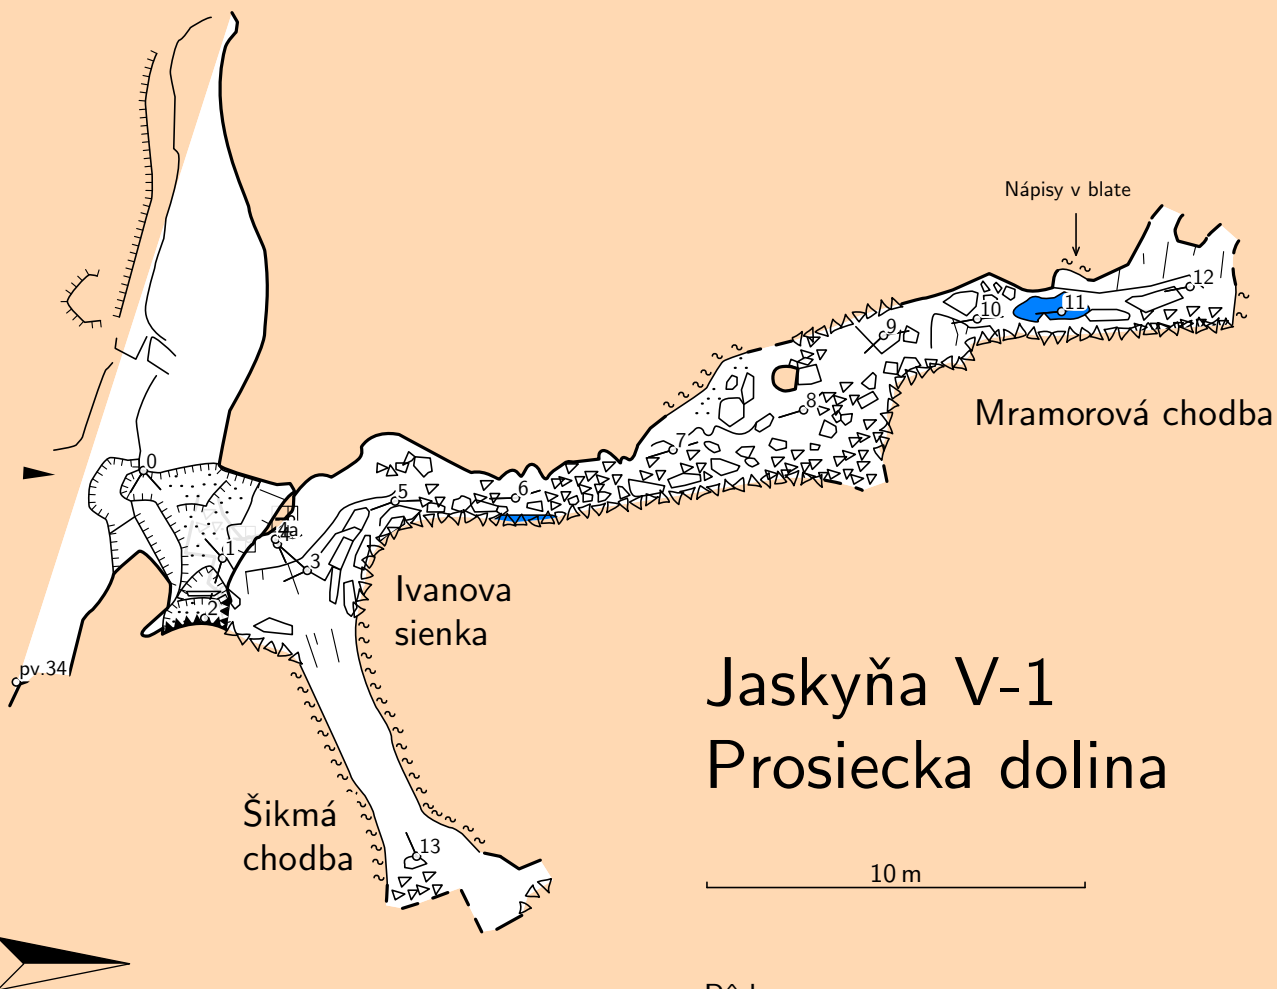 Nápisy v blate
12
11
10
9
Mramorová chodba
8
7
0
5
6
4a
4
1
3
Ivanova
sienka
2
pv.34
Jaskyňa V-1
Prosiecka dolina
Šikmá
chodba
13
10 m